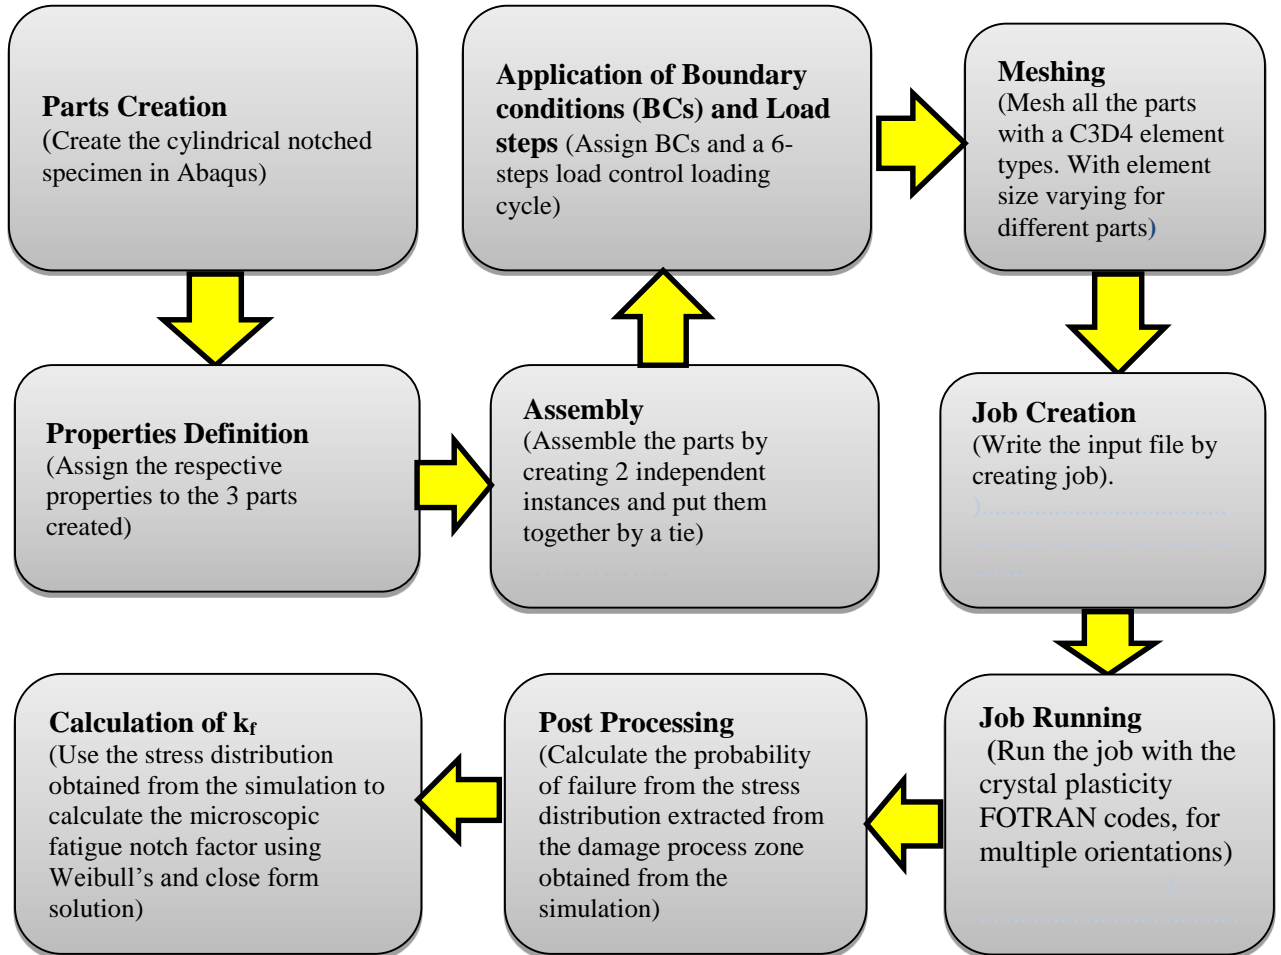 Parts Creation
(Create the cylindrical notched
specimen in Abaqus)
Properties Definition
(Assign the respective
properties to the 3 parts
created)
Assembly
(Assemble the parts by
creating 2 independent
instances and put them
together by a tie)
Application of Boundary
conditions (BCs) and Load
steps (Assign BCs and a 6-
steps load control loading
cycle)
Meshing
(Mesh all the parts
with a C3D4 element
types. With element
size varying for
different parts)
Job Creation
(Write the input file by
creating job).
)....................................
......................................
.........
Job Running
(Run the job with the
crystal plasticity
FOTRAN codes, for
multiple orientations)
Post Processing
(Calculate the probability
of failure from the stress
distribution extracted from
the damage process zone
obtained from the
simulation)
Calculation of kf
(Use the stress distribution
obtained from the simulation to
calculate the microscopic
fatigue notch factor using
Weibull’s and close form
solution)